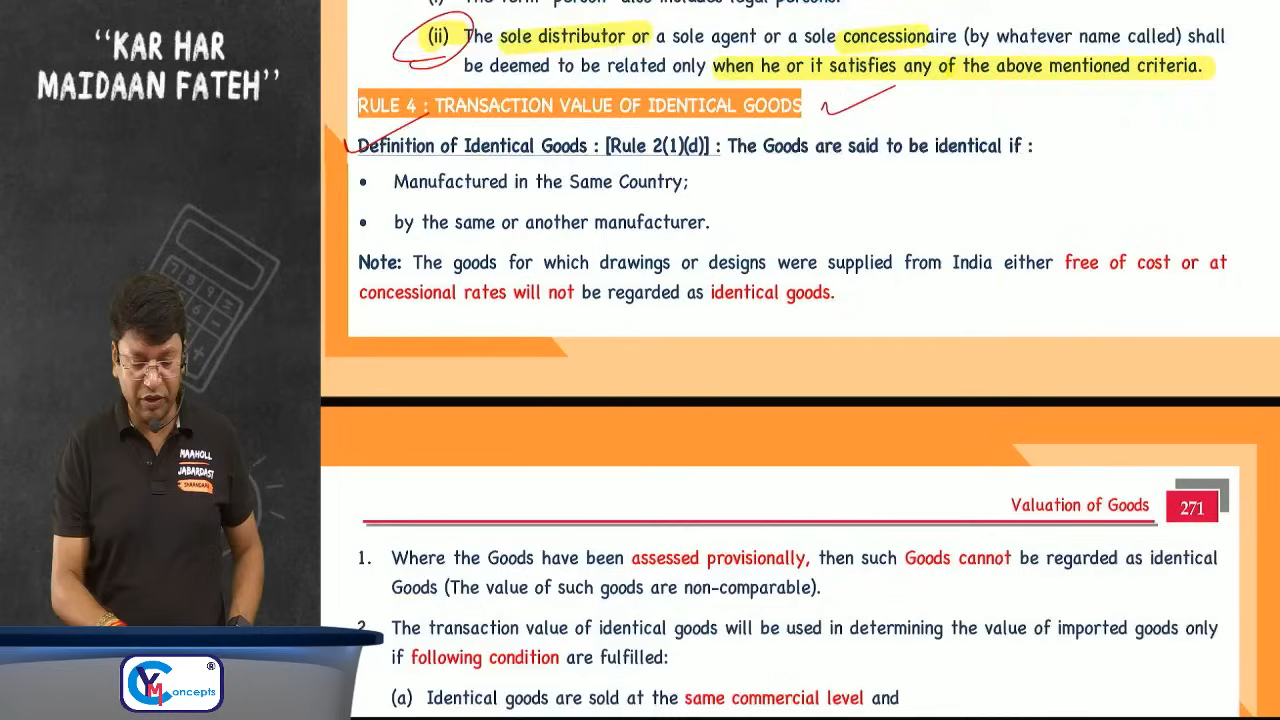 "KAR HAR
MAIDAAN FATEH"
(ii) The sole distributor or a sole agent or a sole concessionaire (by whatever name called) shall
be deemed to be related only when he or it satisfies any of the above mentioned criteria.
RULE 4 : TRANSACTION VALUE OF IDENTICAL GOODS
Definition of Identical Goods : [Rule 2(1)(d)] : The Goods are said to be identical if :
• Manufactured in the Same Country;
• by the same or another manufacturer.
Note: The goods for which drawings or designs were supplied from India either free of cost or at
concessional rates will not be regarded as identical goods.
Valuation of Goods 271
1. Where the Goods have been assessed provisionally, then such Goods cannot be regarded as identical
Goods (The value of such goods are non-comparable).
2. The transaction value of identical goods will be used in determining the value of imported goods only
if following condition are fulfilled:
(a) Identical goods are sold at the same commercial level and
MAAHOLL
JABARDAST
VM Concepts ®